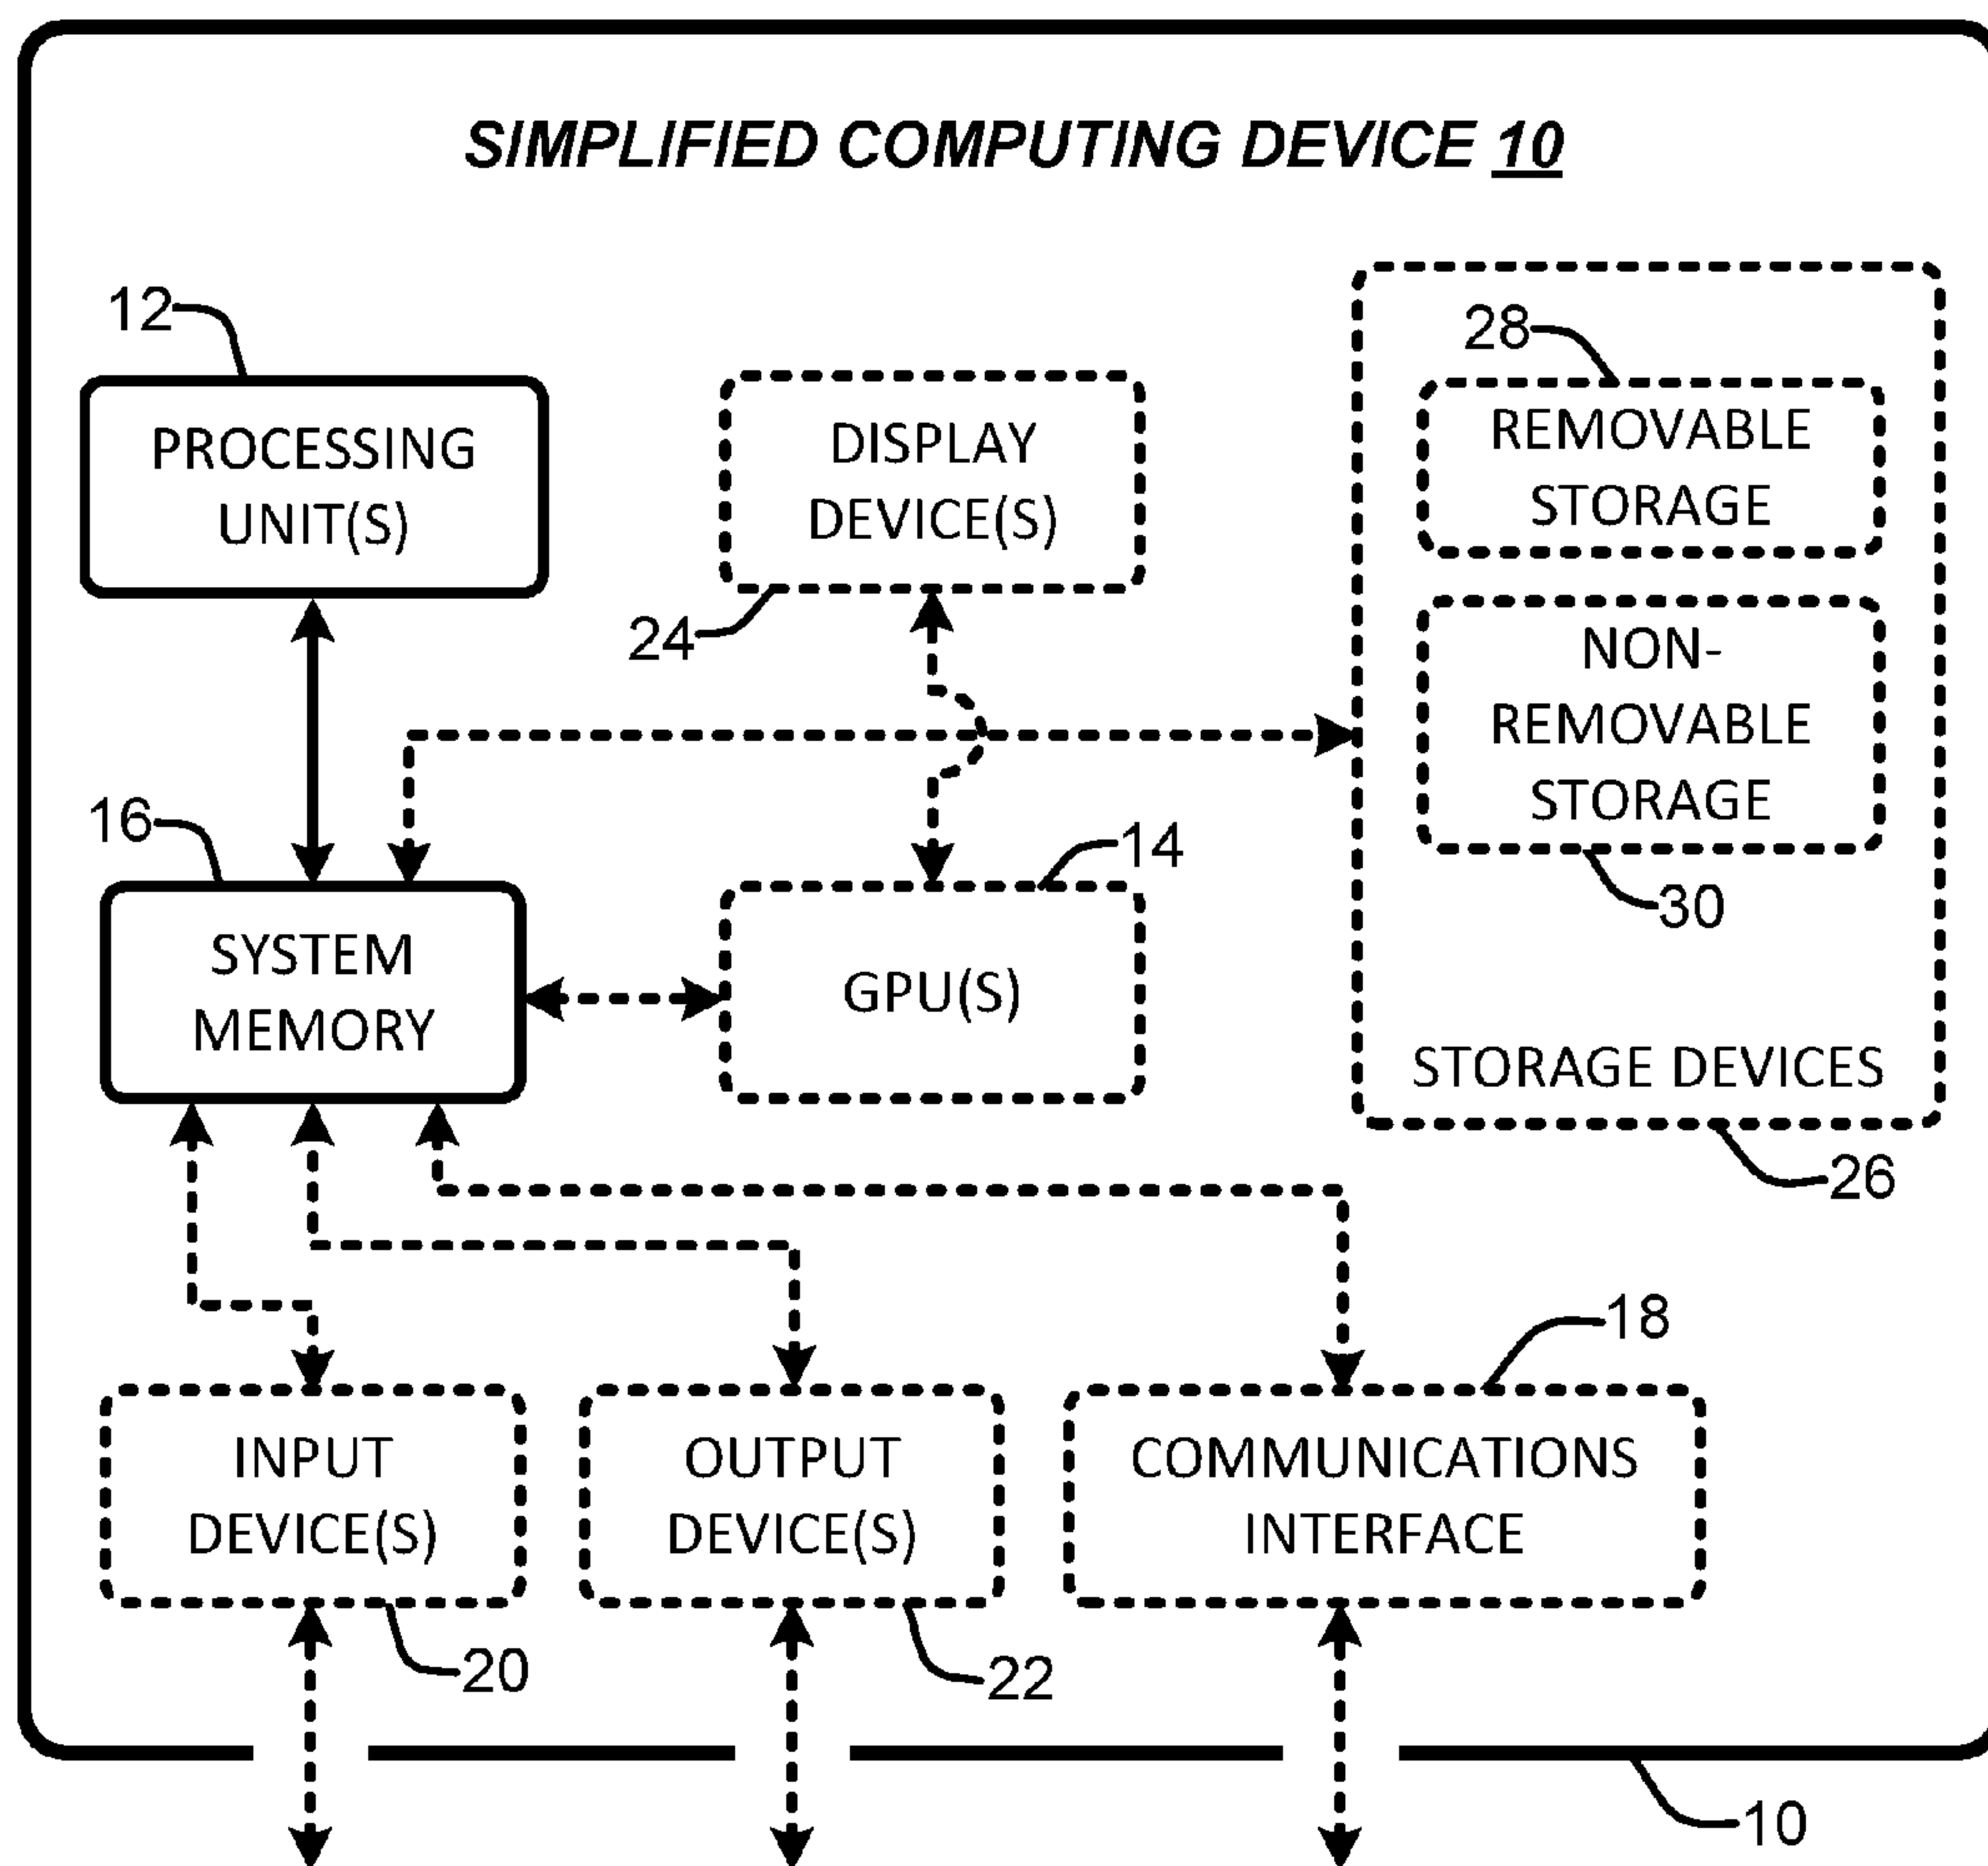 SIMPLIFIED COMPUTING DEVICE 10
12
PROCESSING
UNIT(S)
DISPLAY
DEVICE(S)
24
28
REMOVABLE
STORAGE
NON-
REMOVABLE
STORAGE
30
STORAGE DEVICES
26
16
SYSTEM
MEMORY
14
GPU(S)
18
INPUT
DEVICE(S)
20
OUTPUT
DEVICE(S)
22
COMMUNICATIONS
INTERFACE
10